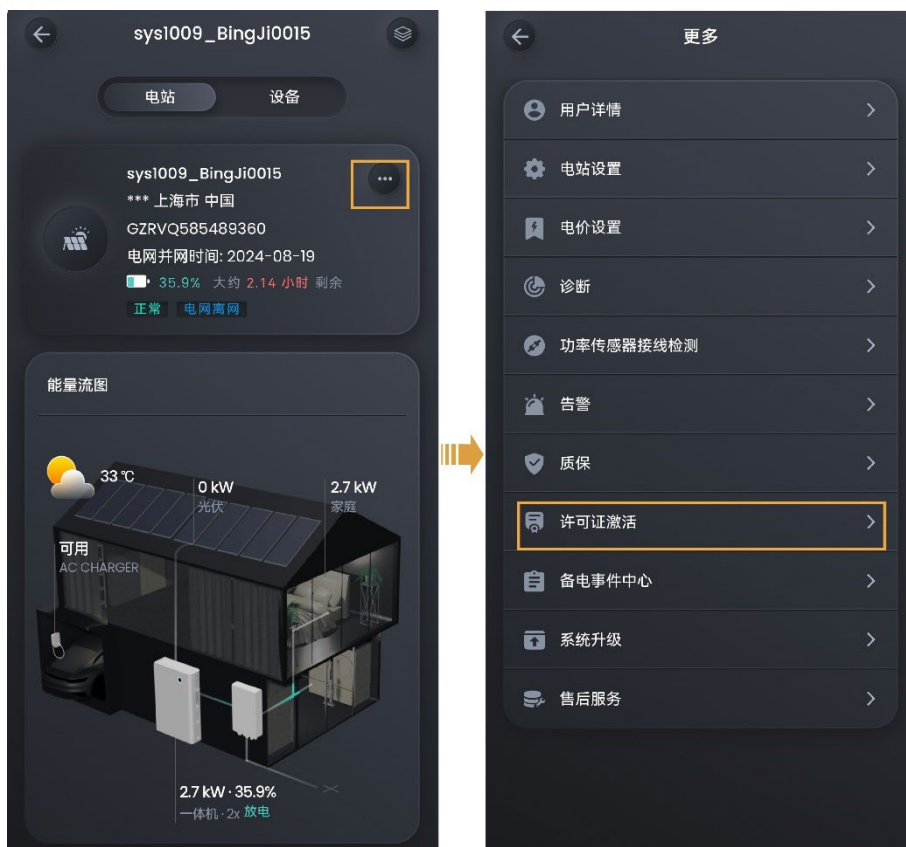 sys1009_BingJi0015
电站
设备
sys1009_BingJi0015
*** 上海市 中国
GZRVQ585489360
电网并网时间: 2024-08-19
35.9% 大约 2.14 小时 剩余
正常 电网离网
能量流图
33 ℃
0 kW
光伏
2.7 kW
家庭
可用
AC CHARGER
2.7 kW · 35.9%
一体机 · 2x 放电
更多
用户详情
电站设置
电价设置
诊断
功率传感器接线检测
告警
质保
许可证激活
备电事件中心
系统升级
售后服务